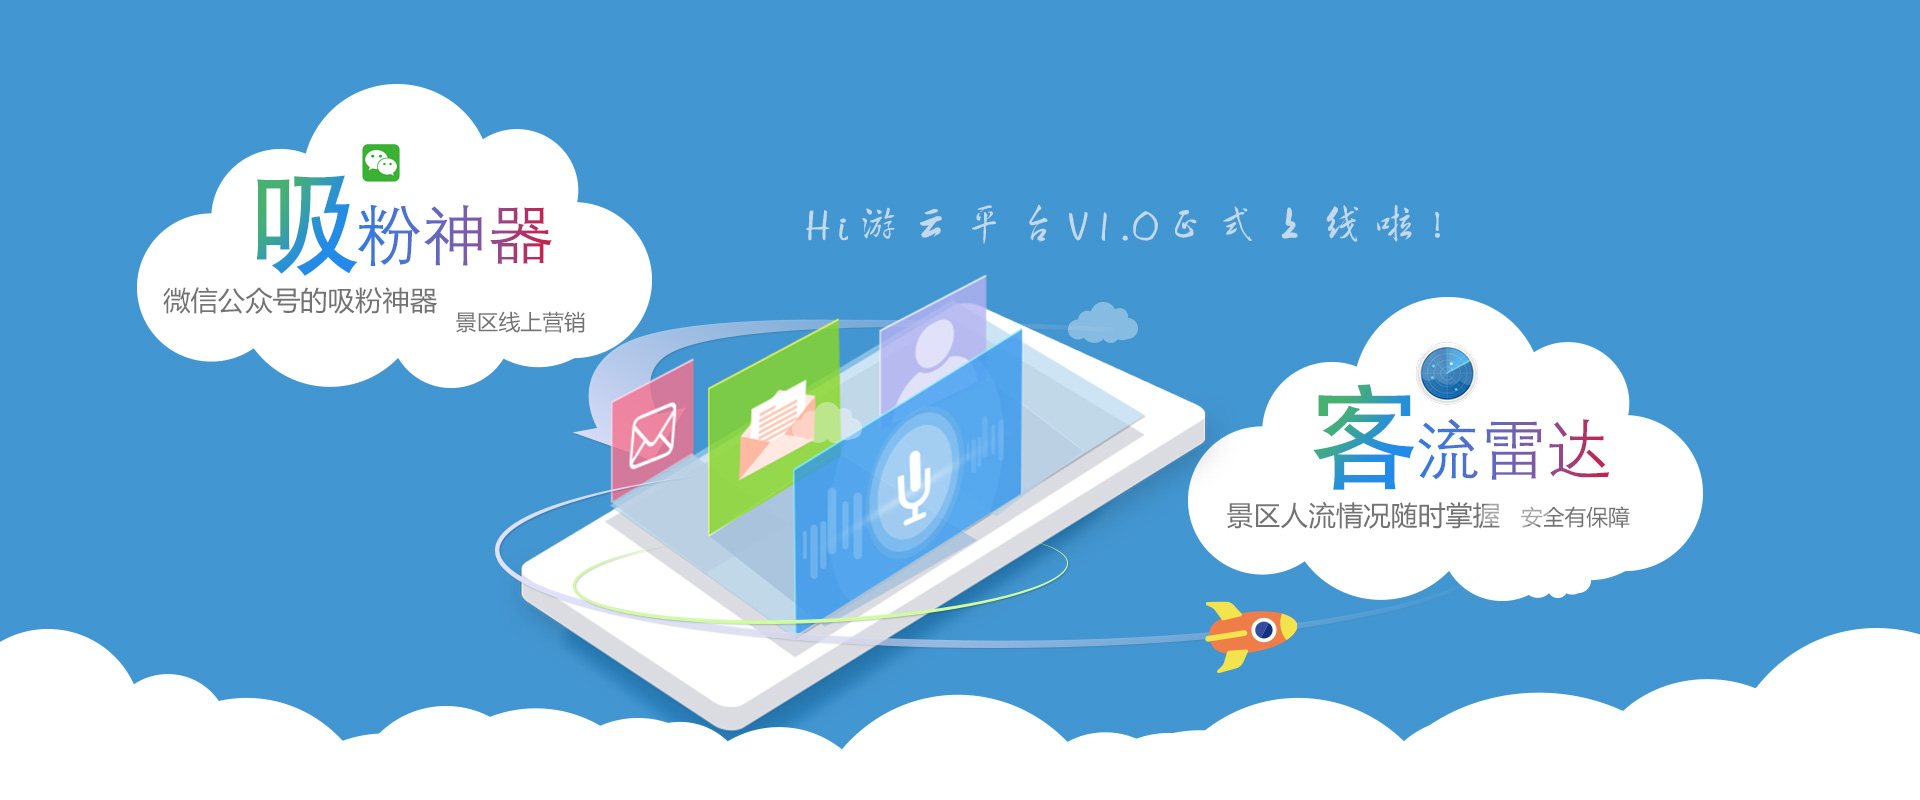 吸粉神器
微信公众号的吸粉神器
景区线上营销
Hi游云平台V1.0正式上线啦!
客流雷达
景区人流情况随时掌握 安全有保障